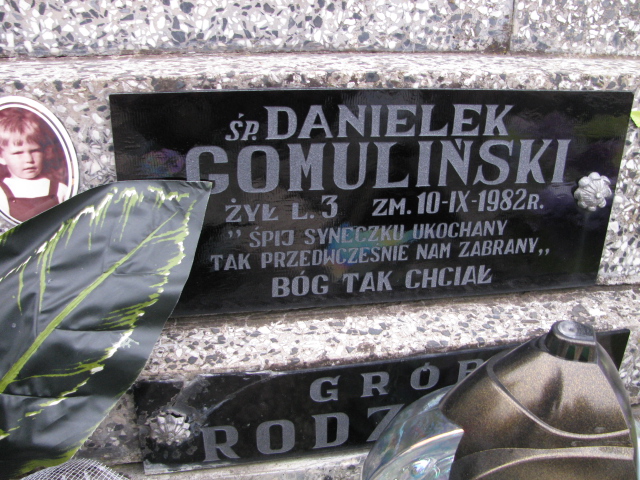 ŚP. DANIELEK
GOMULIŃSKI
ŻYŁ L. 3 ZM. 10-IX-1982R.
,, ŚPIJ SYNECZKU UKOCHANY
TAK PRZEDWCZEŚNIE NAM ZABRANY,,
BÓG TAK CHCIAŁ
GRÓB